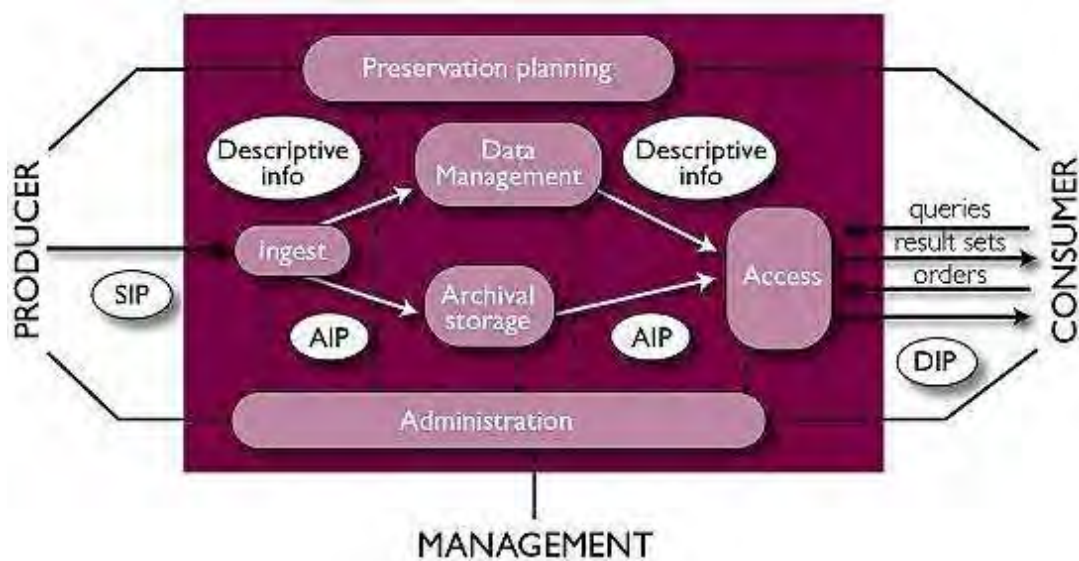 Preservation planning
Descriptive
info
Data
Management
Descriptive
info
PRODUCER
ingest
SIP
AIP
Archival
storage
AIP
Access
queries
result sets
orders
DIP
CONSUMER
Administration
MANAGEMENT